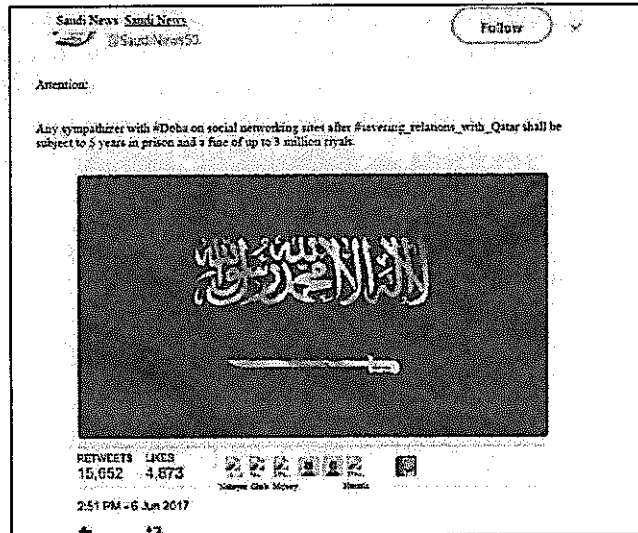 Saudi News Saudi News
@SaudiNews50
Follow
Attention:
Any sympathizer with #Doha on social networking sites after #severing_relations_with_Qatar shall be
subject to 5 years in prison and a fine of up to 3 million riyals.
لا إله إلا الله محمد رسول الله
RETWEETS LIKES
15,652 4,873
2:51 PM - 6 Jun 2017